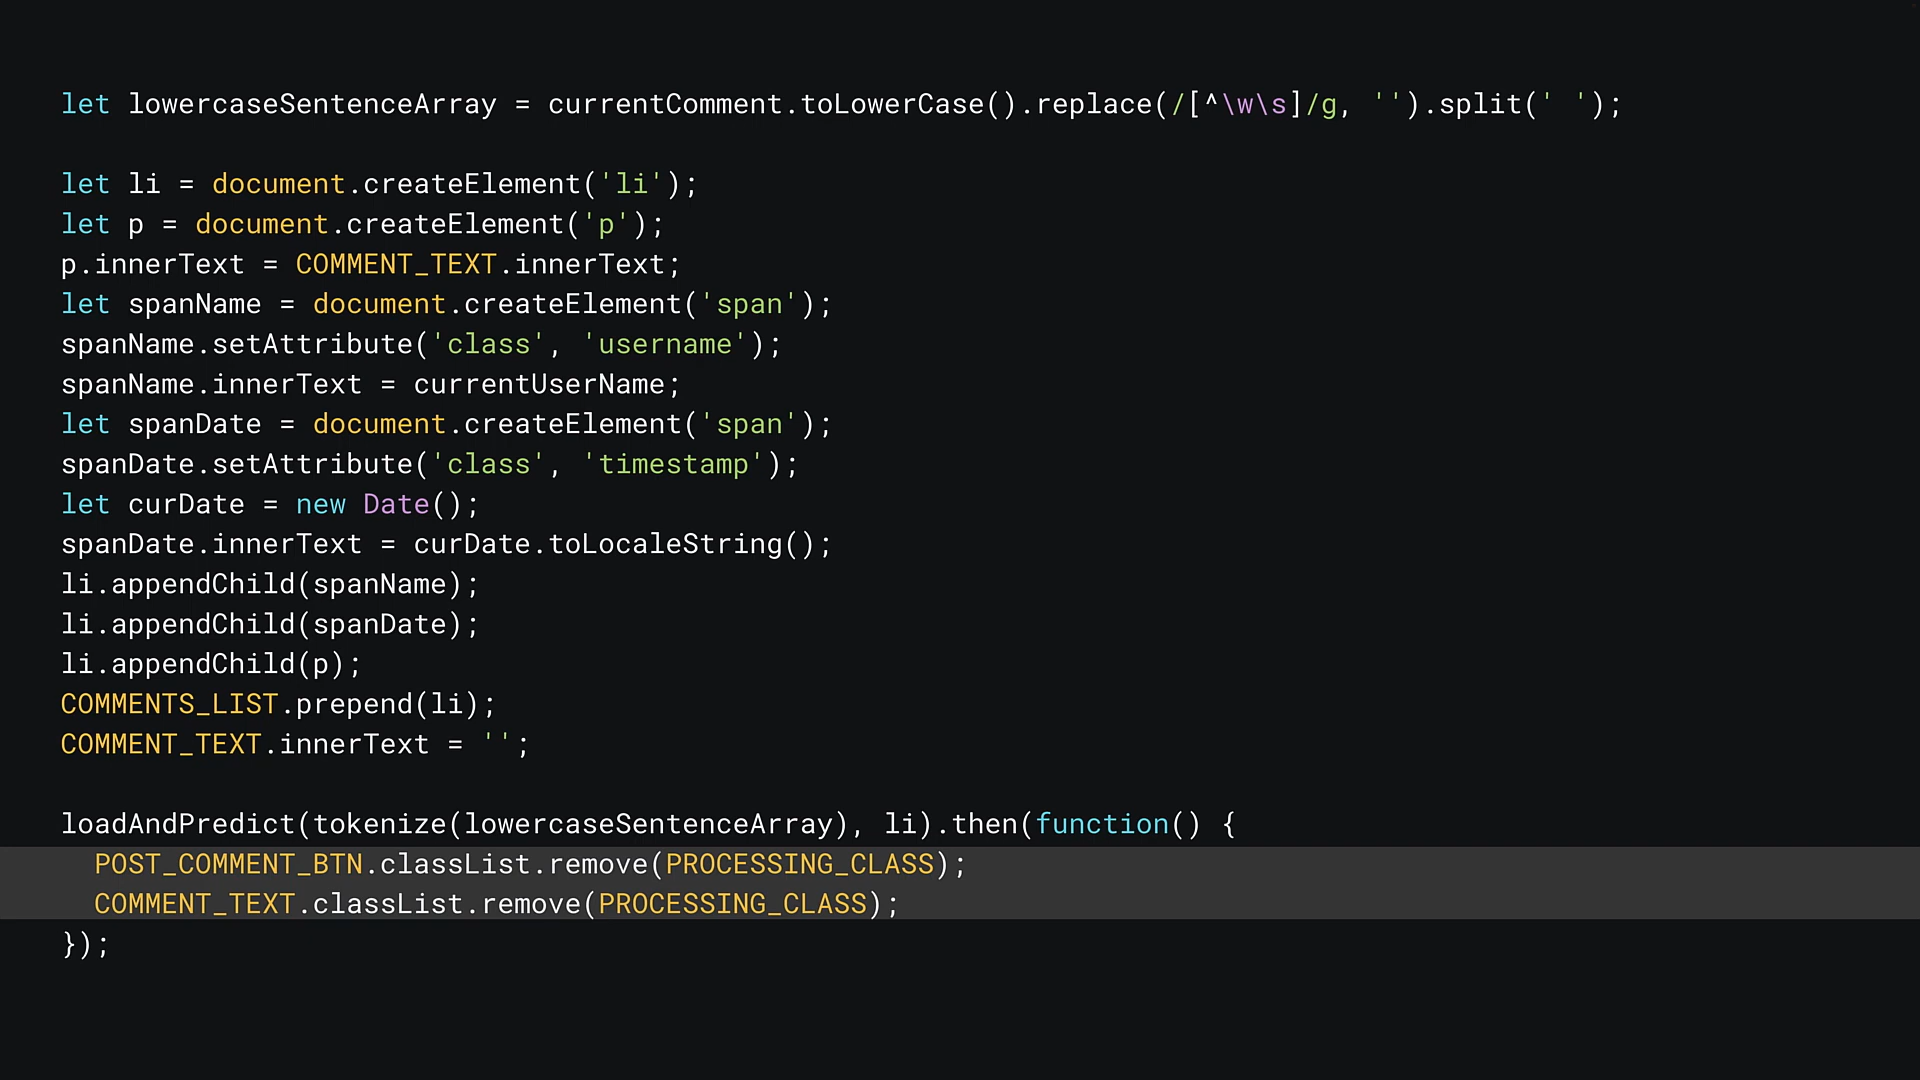 let lowercaseSentenceArray = currentComment.toLowerCase().replace(/[^\w\s]/g, '').split(' ');
let li = document.createElement('li');
let p = document.createElement('p');
p.innerText = COMMENT_TEXT.innerText;
let spanName = document.createElement('span');
spanName.setAttribute('class', 'username');
spanName.innerText = currentUserName;
let spanDate = document.createElement('span');
spanDate.setAttribute('class', 'timestamp');
let curDate = new Date();
spanDate.innerText = curDate.toLocaleString();
li.appendChild(spanName);
li.appendChild(spanDate);
li.appendChild(p);
COMMENTS_LIST.prepend(li);
COMMENT_TEXT.innerText = '';
loadAndPredict(tokenize(lowercaseSentenceArray), li).then(function() {
  POST_COMMENT_BTN.classList.remove(PROCESSING_CLASS);
  COMMENT_TEXT.classList.remove(PROCESSING_CLASS);
});